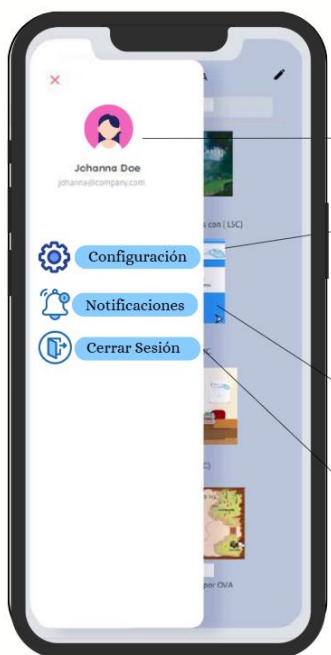 Johanna Doe
johanna@company.com
s con ( LSC)
Configuración
Notificaciones
Cerrar Sesión
por OVA